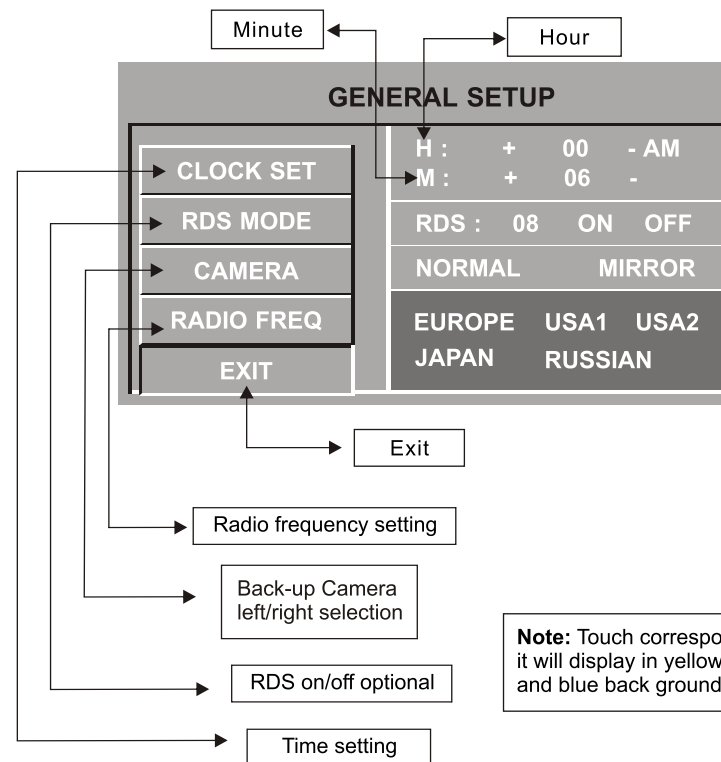 Minute
Hour
GENERAL SETUP
CLOCK SET
RDS MODE
CAMERA
RADIO FREQ
EXIT
H : + 00 - AM
M : + 06 -
RDS : 08 ON OFF
NORMAL MIRROR
EUROPE USA1 USA2
JAPAN RUSSIAN
Exit
Radio frequency setting
Back-up Camera
left/right selection
RDS on/off optional
Time setting
Note: Touch
it will display in yellow
and blue back ground